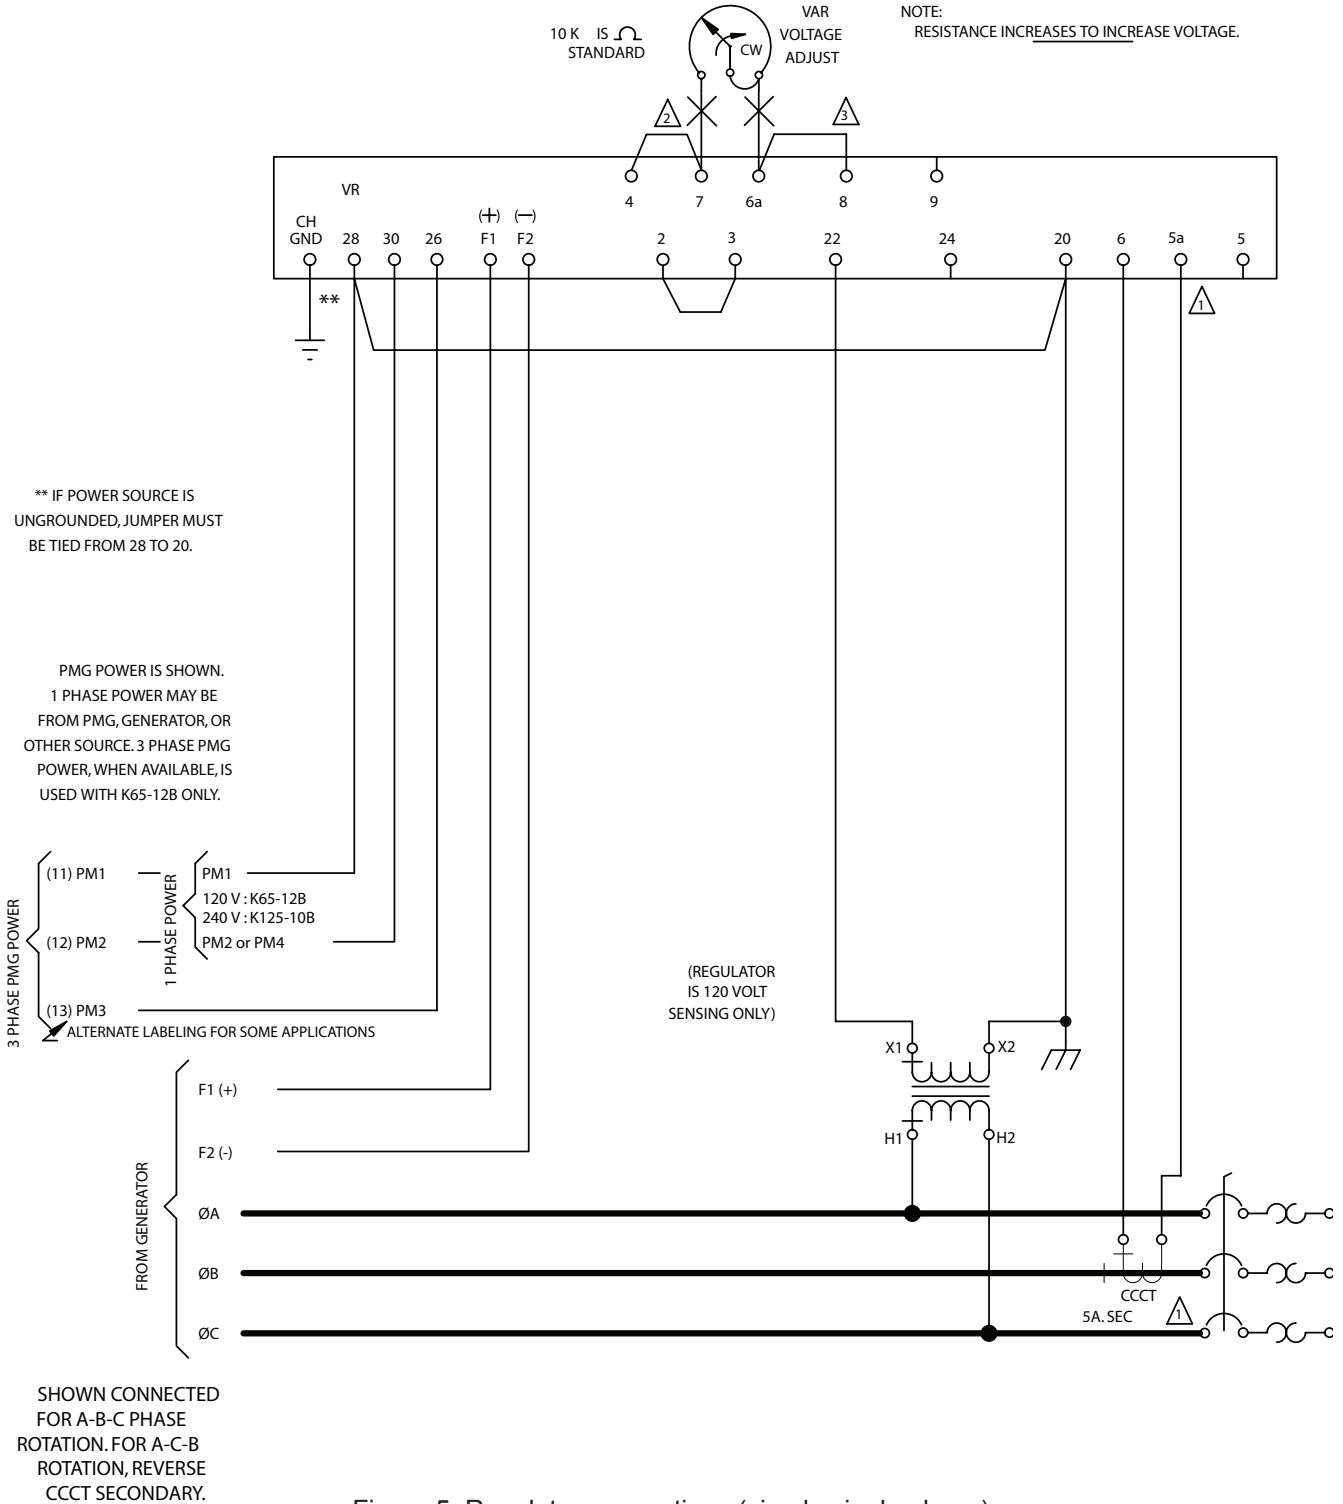 10 K IS Ω
STANDARD
VAR
VOLTAGE
ADJUST
CW
NOTE:
RESISTANCE INCREASES TO INCREASE VOLTAGE.
2
3
VR
4
7
6a
8
9
CH
GND
28
30
26
(+)
F1
(—)
F2
2
3
22
24
20
6
5a
5
**
1
** IF POWER SOURCE IS
UNGROUNDED, JUMPER MUST
BE TIED FROM 28 TO 20.
PMG POWER IS SHOWN.
1 PHASE POWER MAY BE
FROM PMG, GENERATOR, OR
OTHER SOURCE. 3 PHASE PMG
POWER, WHEN AVAILABLE, IS
USED WITH K65-12B ONLY.
3 PHASE PMG POWER
(11) PM1
(12) PM2
(13) PM3
1 PHASE POWER
PM1
120 V : K65-12B
240 V : K125-10B
PM2 or PM4
ALTERNATE LABELING FOR SOME APPLICATIONS
(REGULATOR
IS 120 VOLT
SENSING ONLY)
X1
X2
H1
H2
FROM GENERATOR
F1 (+)
F2 (-)
ØA
ØB
ØC
CCCT
5A. SEC
1
SHOWN CONNECTED
FOR A-B-C PHASE
ROTATION. FOR A-C-B
ROTATION, REVERSE
CCCT SECONDARY.